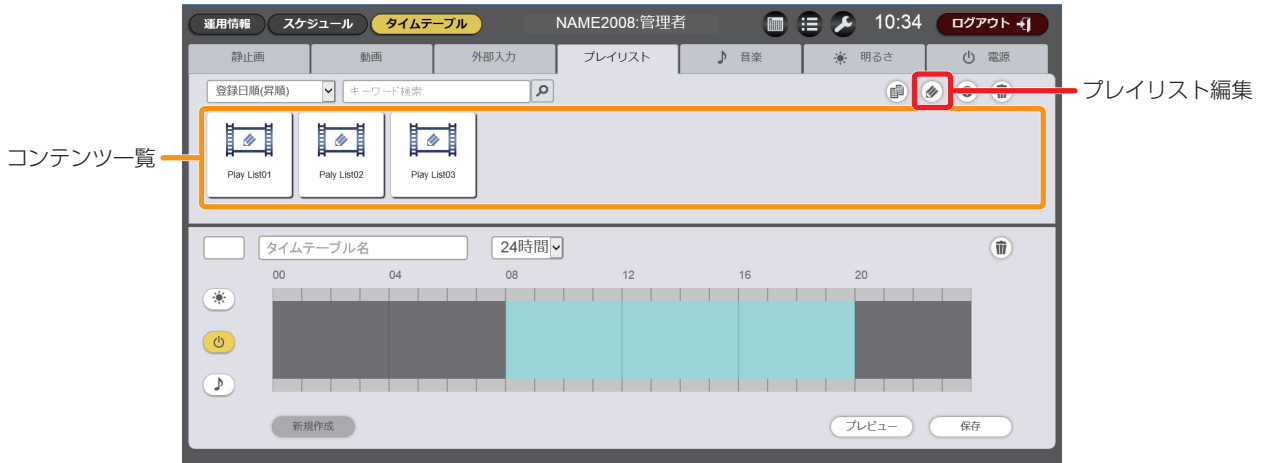 運用情報 スケジュール タイムテーブル NAME2008:管理者 10:34 ログアウト
静止画 動画 外部入力 プレイリスト 音楽 明るさ 電源
登録日順(昇順) キーワード検索 プレイリスト編集
コンテンツ一覧
Play List01 Paly List02 Play List03
タイムテーブル名 24時間
00 04 08 12 16 20
新規作成 プレビュー 保存